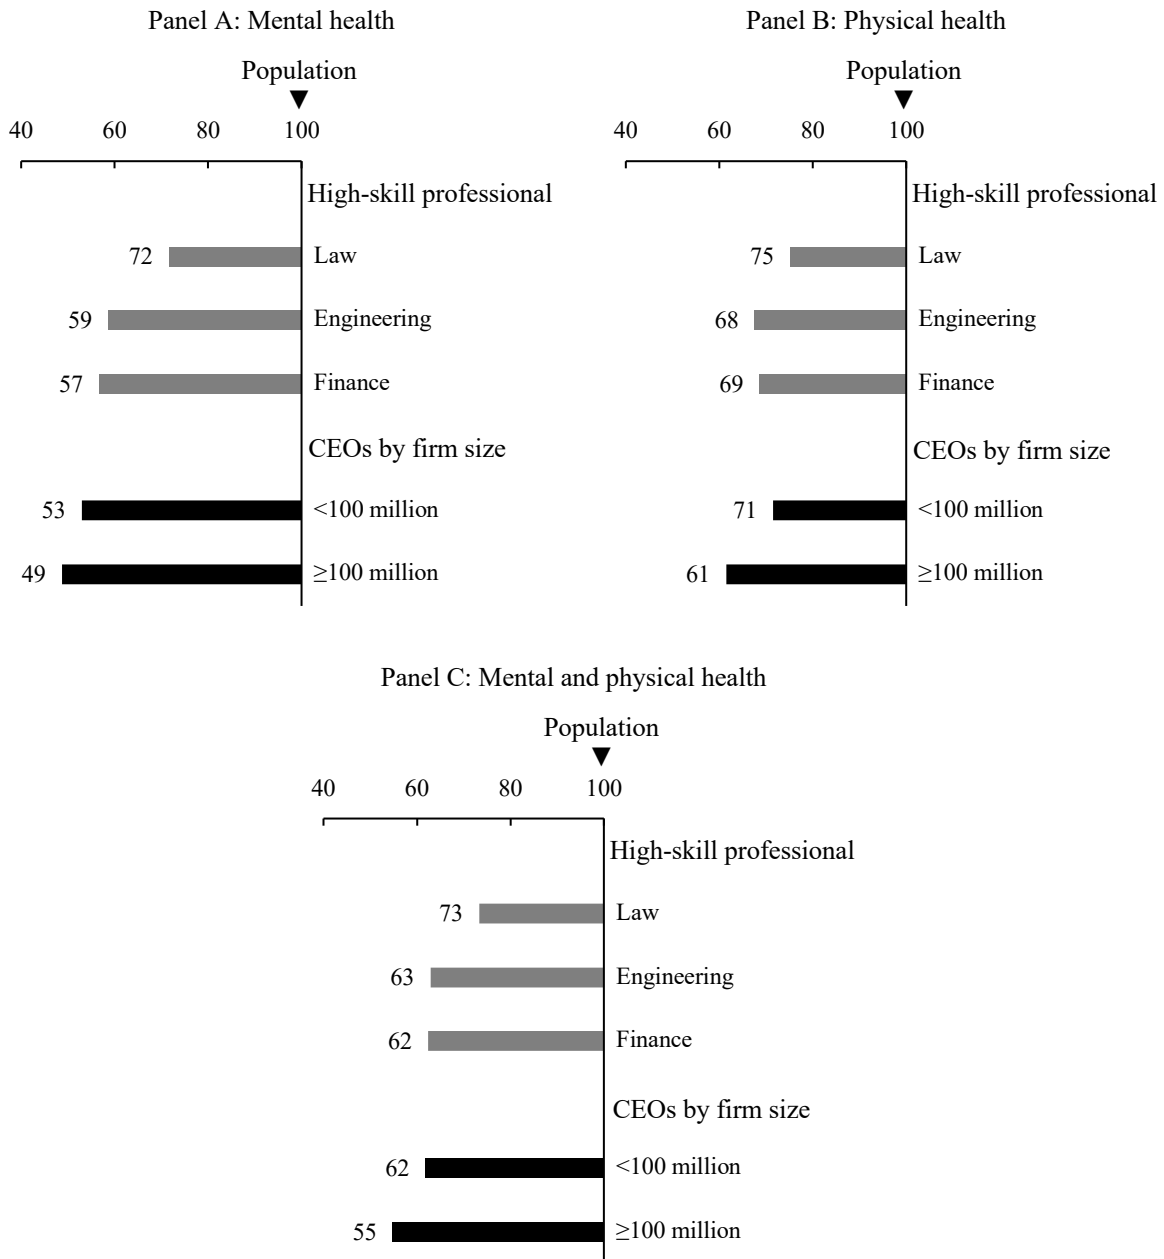 Panel A: Mental health
Population
40 60 80 100
High-skill professional
72 Law
59 Engineering
57 Finance
CEOs by firm size
53 <100 million
49 ≥100 million
Panel B: Physical health
Population
40 60 80 100
High-skill professional
75 Law
68 Engineering
69 Finance
CEOs by firm size
71 <100 million
61 ≥100 million
Panel C: Mental and physical health
Population
40 60 80 100
High-skill professional
73 Law
63 Engineering
62 Finance
CEOs by firm size
62 <100 million
55 ≥100 million